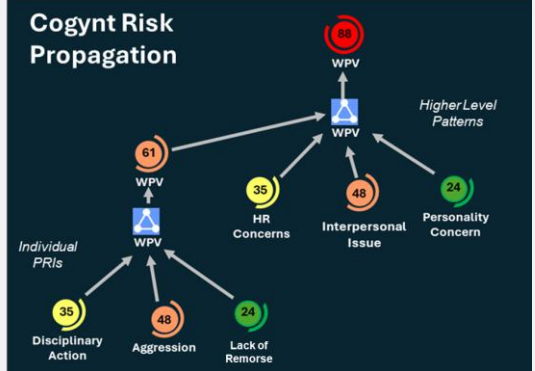 Cogynt Risk
Propagation
88
WPV
Higher Level
Patterns
WPV
61
WPV
35
HR
Concerns
48
Interpersonal
Issue
24
Personality
Concern
Individual
PRIs
WPV
35
Disciplinary
Action
48
Aggression
24
Lack of
Remorse